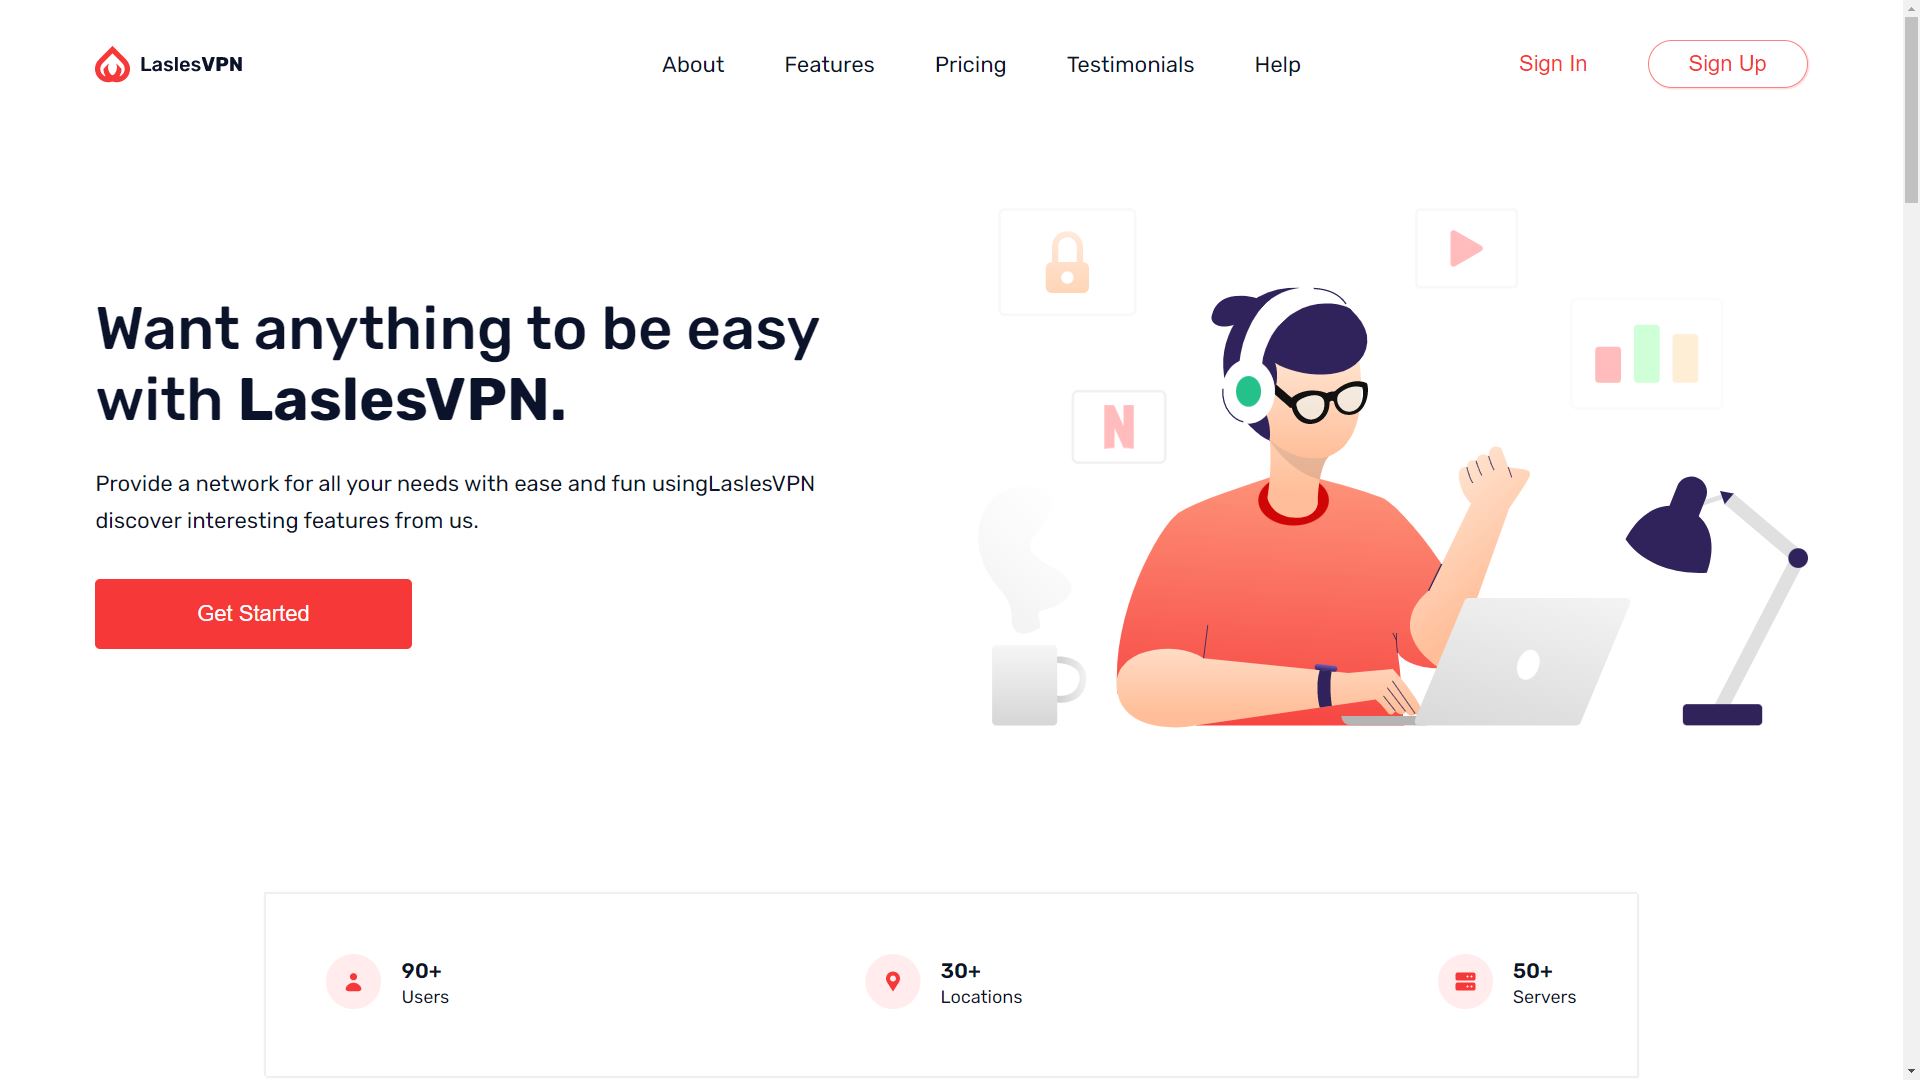 LaslesVPN
About
Features
Pricing
Testimonials
Help
Sign In
Sign Up
Want anything to be easy
with LaslesVPN.
Provide a network for all your needs with ease and fun usingLaslesVPN
discover interesting features from us.
Get Started
N
90+
Users
30+
Locations
50+
Servers